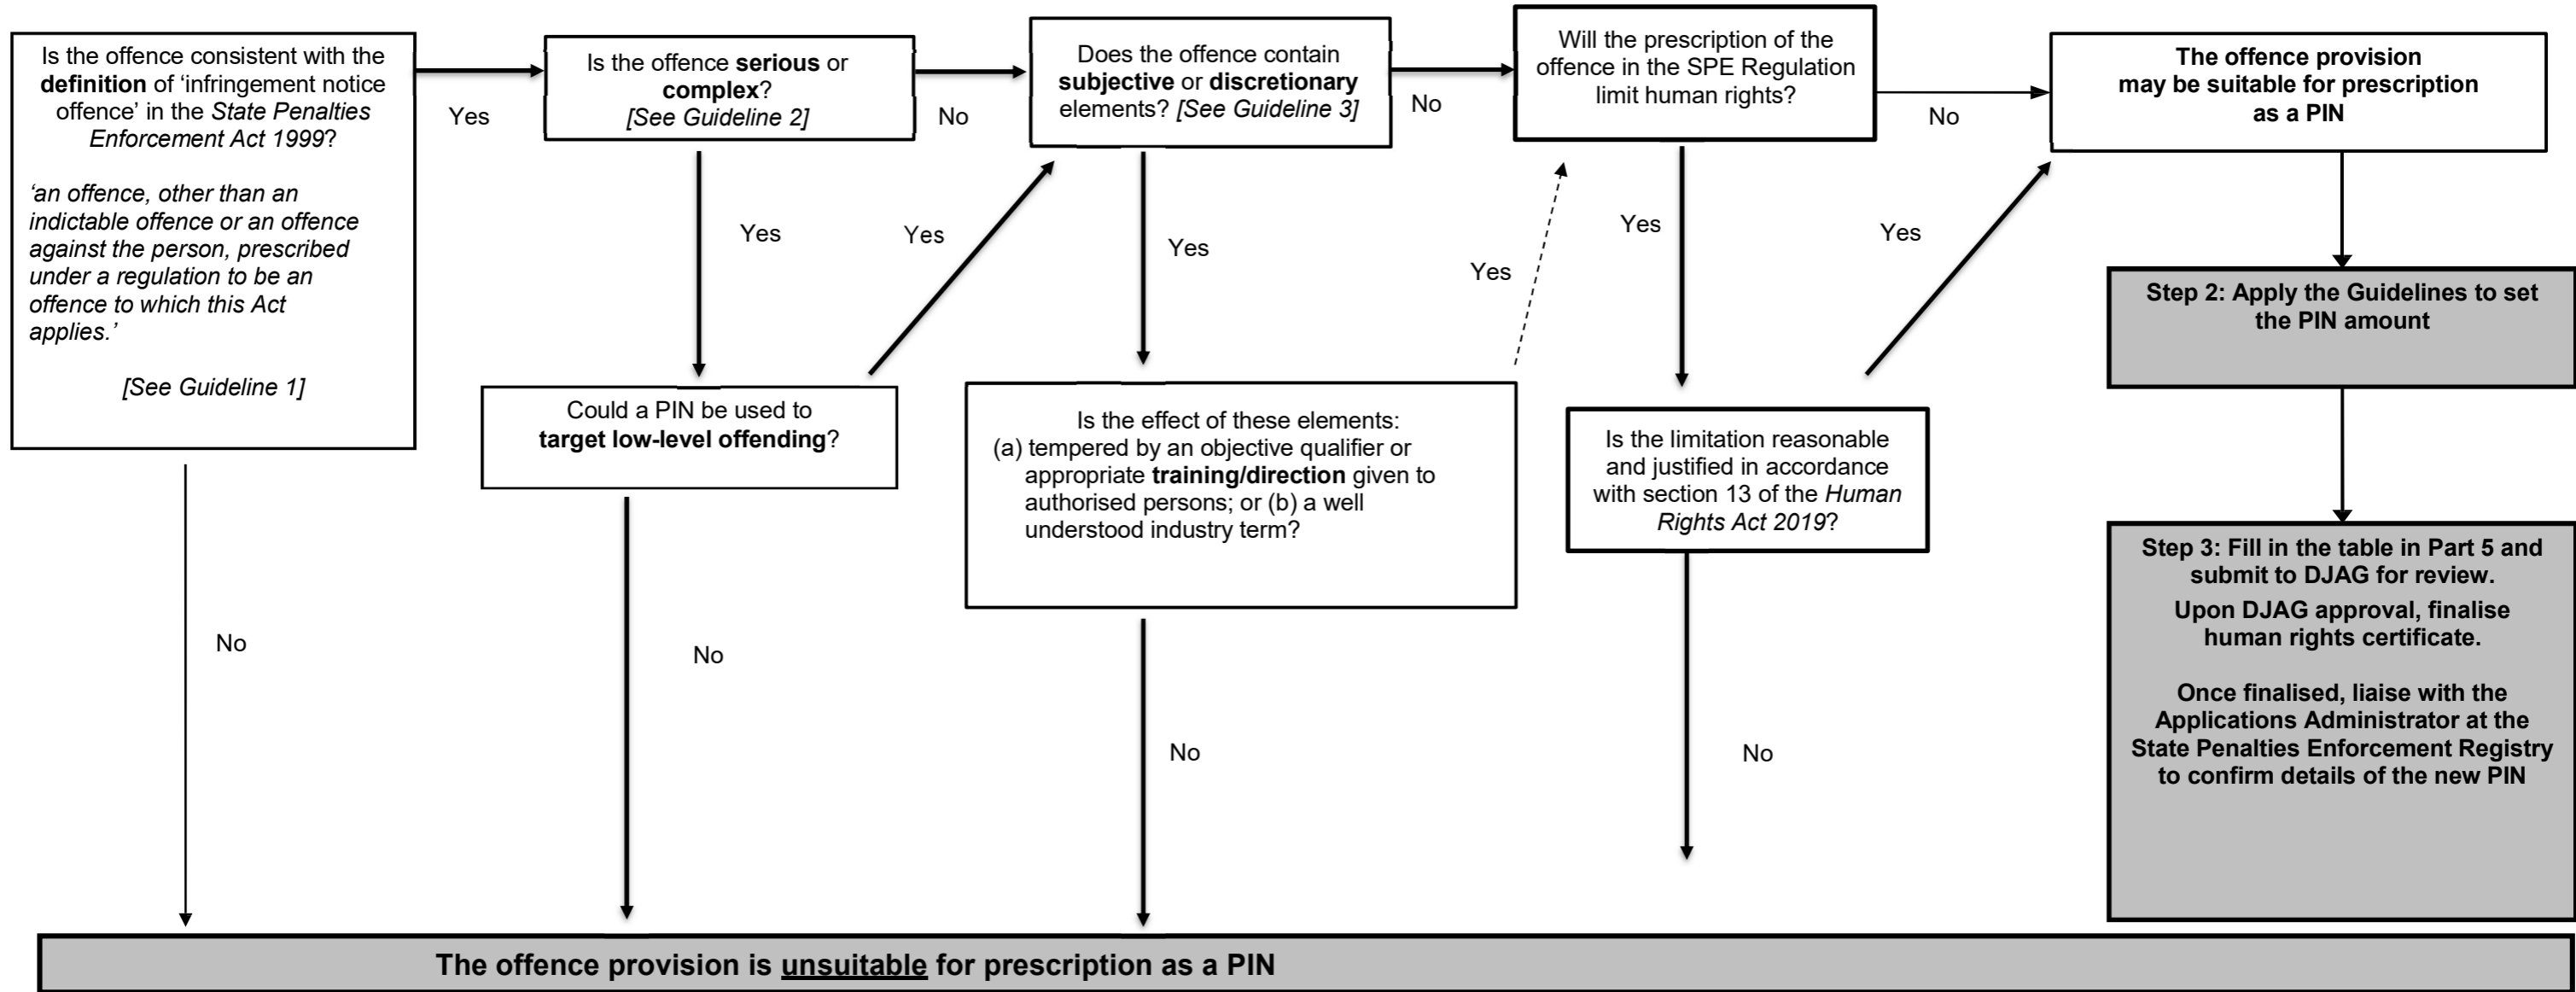 Is the offence consistent with the
definition of ‘infringement notice
offence’ in the State Penalties
Enforcement Act 1999?
‘an offence, other than an
indictable offence or an offence
against the person, prescribed
under a regulation to be an
offence to which this Act
applies.’
[See Guideline 1]
Yes
No
Is the offence serious or
complex?
[See Guideline 2]
No
Yes
Could a PIN be used to
target low-level offending?
Yes
No
Does the offence contain
subjective or discretionary
elements? [See Guideline 3]
No
Yes
Is the effect of these elements:
(a) tempered by an objective qualifier or
appropriate training/direction given to
authorised persons; or (b) a well
understood industry term?
Yes
No
Will the prescription of the
offence in the SPE Regulation
limit human rights?
No
Yes
Is the limitation reasonable
and justified in accordance
with section 13 of the Human
Rights Act 2019?
Yes
No
The offence provision
may be suitable for prescription
as a PIN
Step 2: Apply the Guidelines to set
the PIN amount
Step 3: Fill in the table in Part 5 and
submit to DJAG for review.
Upon DJAG approval, finalise
human rights certificate.
Once finalised, liaise with the
Applications Administrator at the
State Penalties Enforcement Registry
to confirm details of the new PIN
The offence provision is unsuitable for prescription as a PIN